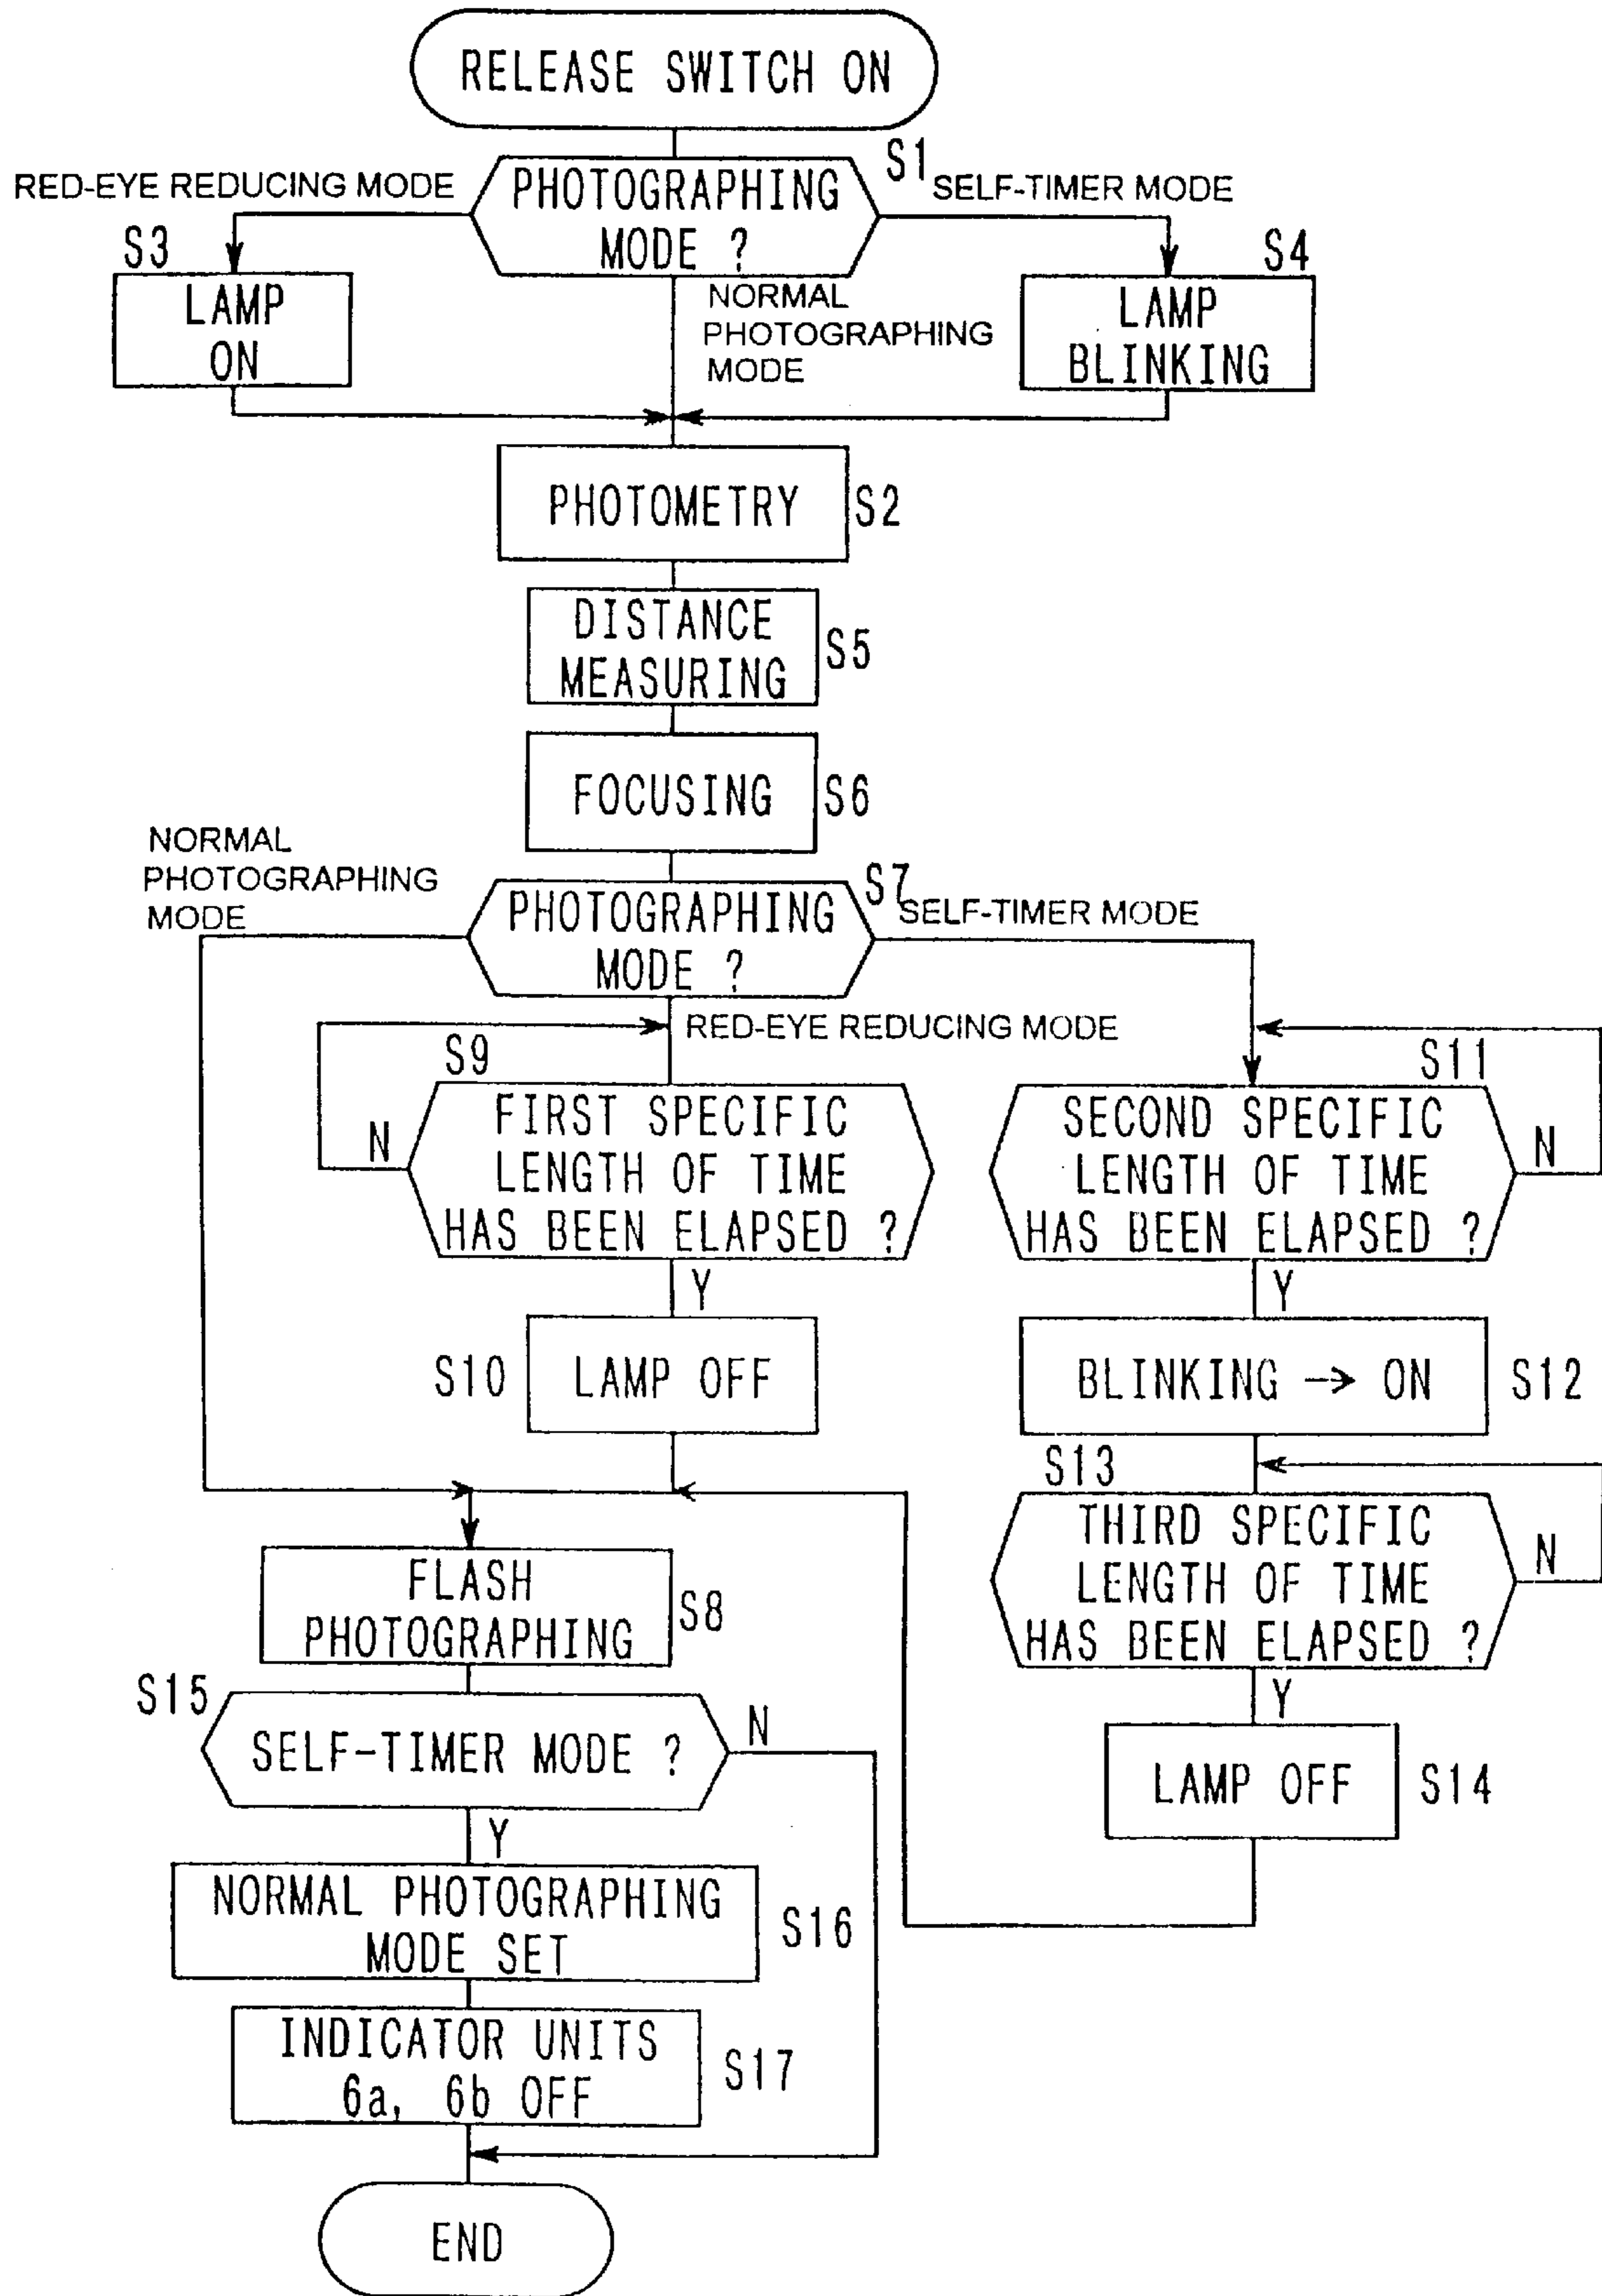 RELEASE SWITCH ON
S1
PHOTOGRAPHING
MODE ?
RED-EYE REDUCING MODE
SELF-TIMER MODE
S3
LAMP
ON
NORMAL
PHOTOGRAPHING
MODE
S4
LAMP
BLINKING
PHOTOMETRY
S2
DISTANCE
MEASURING
S5
FOCUSING
S6
NORMAL
PHOTOGRAPHING
MODE
PHOTOGRAPHING
MODE ?
S7
SELF-TIMER MODE
RED-EYE REDUCING MODE
S9
FIRST SPECIFIC
LENGTH OF TIME
HAS BEEN ELAPSED ?
N
Y
S11
SECOND SPECIFIC
LENGTH OF TIME
HAS BEEN ELAPSED ?
N
Y
S10
LAMP OFF
BLINKING → ON
S12
S13
THIRD SPECIFIC
LENGTH OF TIME
HAS BEEN ELAPSED ?
N
Y
FLASH
PHOTOGRAPHING
S8
S15
SELF-TIMER MODE ?
N
Y
LAMP OFF
S14
NORMAL PHOTOGRAPHING
MODE SET
S16
INDICATOR UNITS
6a, 6b OFF
S17
END